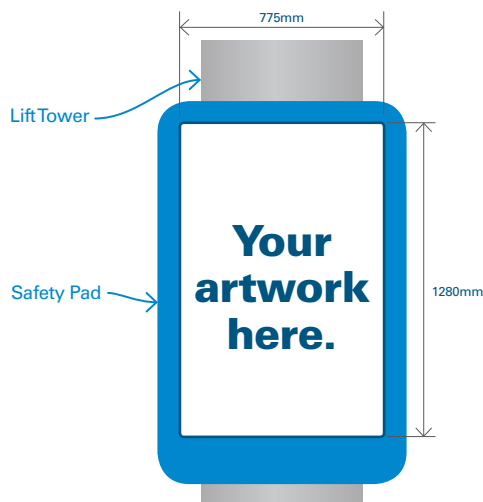 775mm
Lift Tower
Your
artwork
here.
Safety Pad
1280mm